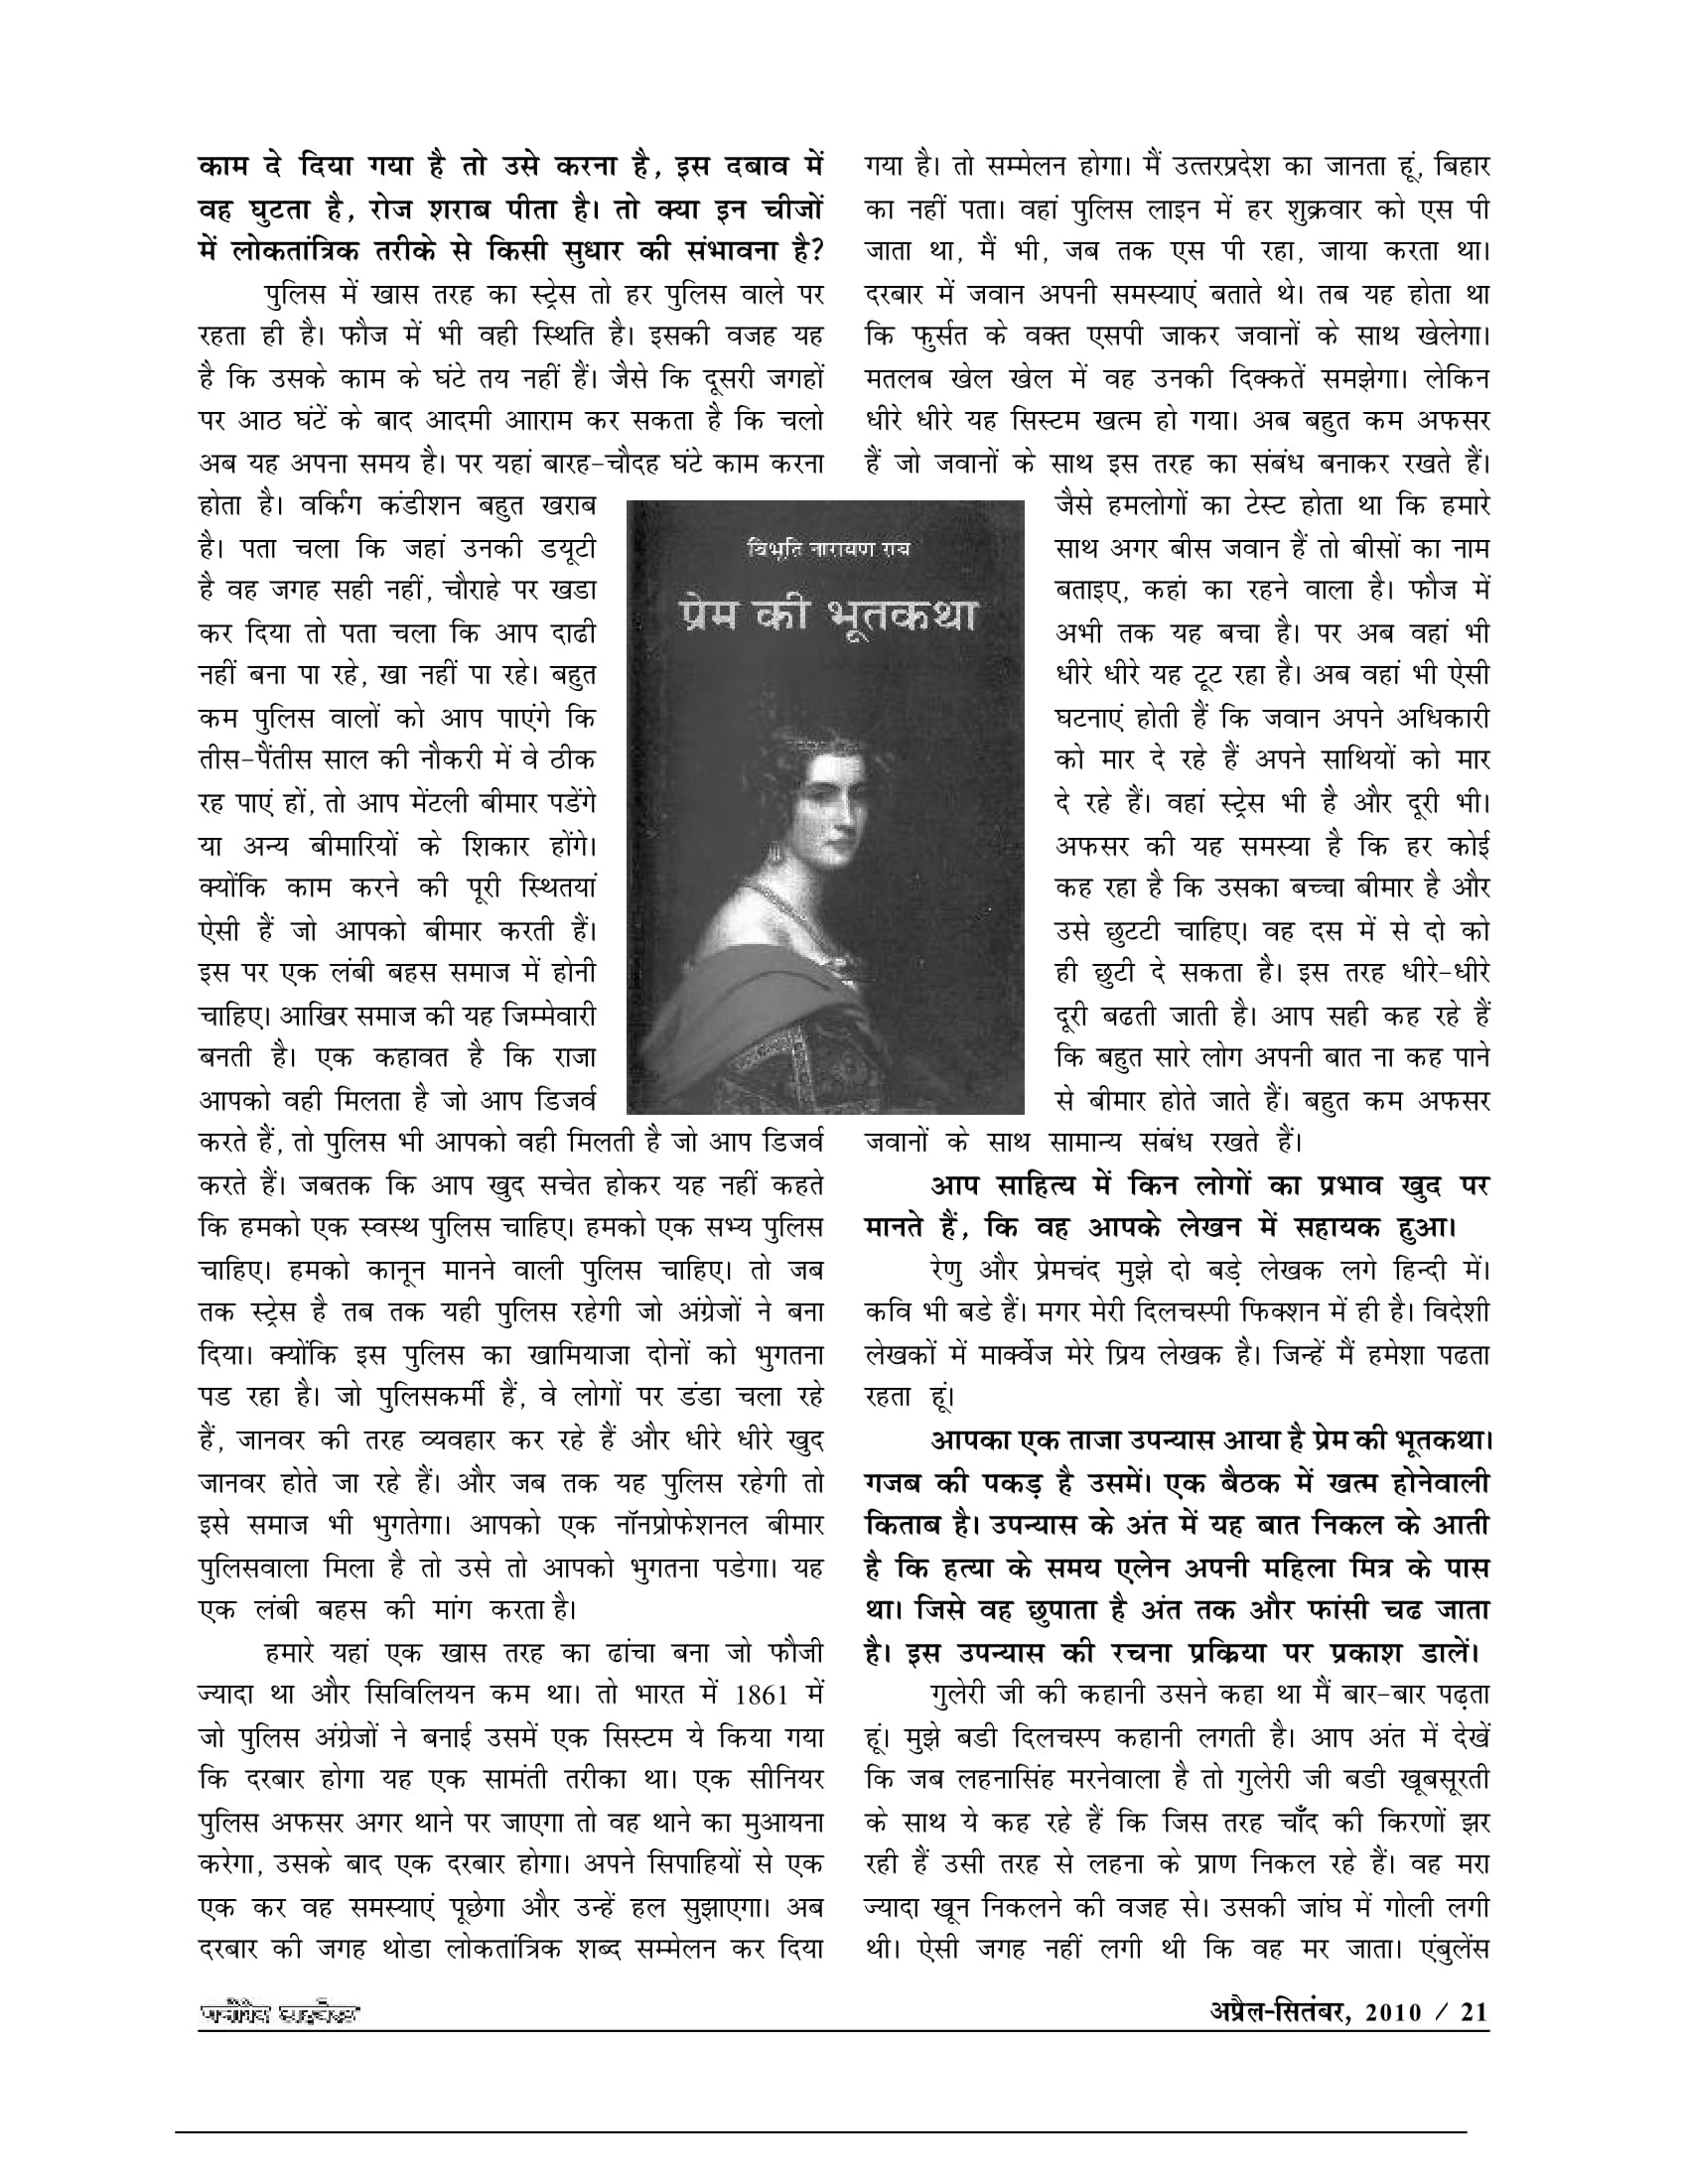 काम दे दिया गया है तो उसे करना है, इस दबाव में
वह घुटता है, रोज शराब पीता है। तो क्या इन चीजों
में लोकतांत्रिक तरीके से किसी सुधार की संभावना है?
पुलिस में खास तरह का स्ट्रेस तो हर पुलिस वाले पर
रहता ही है। फौज में भी वही स्थिति है। इसकी वजह यह
है कि उसके काम के घंटे तय नहीं हैं। जैसे कि दूसरी जगहों
पर आठ घंटें के बाद आदमी आाराम कर सकता है कि चलो
अब यह अपना समय है। पर यहां बारह-चौदह घंटे काम करना
होता है। वर्किंग कंडीशन बहुत खराब
है। पता चला कि जहां उनकी डयूटी
है वह जगह सही नहीं, चौराहे पर खडा
कर दिया तो पता चला कि आप दाढी
नहीं बना पा रहे, खा नहीं पा रहे। बहुत
कम पुलिस वालों को आप पाएंगे कि
तीस-पैंतीस साल की नौकरी में वे ठीक
रह पाएं हों, तो आप मेंटली बीमार पडेंगे
या अन्य बीमारियों के शिकार होंगे।
क्योंकि काम करने की पूरी स्थितयां
ऐसी हैं जो आपको बीमार करती हैं।
इस पर एक लंबी बहस समाज में होनी
चाहिए। आखिर समाज की यह जिम्मेवारी
बनती है। एक कहावत है कि राजा
आपको वही मिलता है जो आप डिजर्व
करते हैं, तो पुलिस भी आपको वही मिलती है जो आप डिजर्व
करते हैं। जबतक कि आप खुद सचेत होकर यह नहीं कहते
कि हमको एक स्वस्थ पुलिस चाहिए। हमको एक सभ्य पुलिस
चाहिए। हमको कानून मानने वाली पुलिस चाहिए। तो जब
तक स्ट्रेस है तब तक यही पुलिस रहेगी जो अंग्रेजों ने बना
दिया। क्योंकि इस पुलिस का खामियाजा दोनों को भुगतना
पड रहा है। जो पुलिसकर्मी हैं, वे लोगों पर डंडा चला रहे
हैं, जानवर की तरह व्यवहार कर रहे हैं और धीरे धीरे खुद
जानवर होते जा रहे हैं। और जब तक यह पुलिस रहेगी तो
इसे समाज भी भुगतेगा। आपको एक नॉनप्रोफेशनल बीमार
पुलिसवाला मिला है तो उसे तो आपको भुगतना पडेगा। यह
एक लंबी बहस की मांग करता है।
हमारे यहां एक खास तरह का ढांचा बना जो फौजी
ज्यादा था और सिविलियन कम था। तो भारत में 1861 में
जो पुलिस अंग्रेजों ने बनाई उसमें एक सिस्टम ये किया गया
कि दरबार होगा यह एक सामंती तरीका था। एक सीनियर
पुलिस अफसर अगर थाने पर जाएगा तो वह थाने का मुआयना
करेगा, उसके बाद एक दरबार होगा। अपने सिपाहियों से एक
एक कर वह समस्याएं पूछेगा और उन्हें हल सुझाएगा। अब
दरबार की जगह थोडा लोकतांत्रिक शब्द सम्मेलन कर दिया
विभूति नारायण राय
प्रेम की भूतकथा
गया है। तो सम्मेलन होगा। मैं उत्तरप्रदेश का जानता हूं, बिहार
का नहीं पता। वहां पुलिस लाइन में हर शुक्रवार को एस पी
जाता था, मैं भी, जब तक एस पी रहा, जाया करता था।
दरबार में जवान अपनी समस्याएं बताते थे। तब यह होता था
कि फुर्सत के वक्त एसपी जाकर जवानों के साथ खेलेगा।
मतलब खेल खेल में वह उनकी दिक्कतें समझेगा। लेकिन
धीरे धीरे यह सिस्टम खत्म हो गया। अब बहुत कम अफसर
हैं जो जवानों के साथ इस तरह का संबंध बनाकर रखते हैं।
जैसे हमलोगों का टेस्ट होता था कि हमारे
साथ अगर बीस जवान हैं तो बीसों का नाम
बताइए, कहां का रहने वाला है। फौज में
अभी तक यह बचा है। पर अब वहां भी
धीरे धीरे यह टूट रहा है। अब वहां भी ऐसी
घटनाएं होती हैं कि जवान अपने अधिकारी
को मार दे रहे हैं अपने साथियों को मार
दे रहे हैं। वहां स्ट्रेस भी है और दूरी भी।
अफसर की यह समस्या है कि हर कोई
कह रहा है कि उसका बच्चा बीमार है और
उसे छुटटी चाहिए। वह दस में से दो को
ही छुटी दे सकता है। इस तरह धीरे-धीरे
दूरी बढती जाती है। आप सही कह रहे हैं
कि बहुत सारे लोग अपनी बात ना कह पाने
से बीमार होते जाते हैं। बहुत कम अफसर
जवानों के साथ सामान्य संबंध रखते हैं।
आप साहित्य में किन लोगों का प्रभाव खुद पर
मानते हैं, कि वह आपके लेखन में सहायक हुआ।
रेणु और प्रेमचंद मुझे दो बड़े लेखक लगे हिन्दी में।
कवि भी बडे हैं। मगर मेरी दिलचस्पी फिक्शन में ही है। विदेशी
लेखकों में मार्क्वेज मेरे प्रिय लेखक है। जिन्हें मैं हमेशा पढता
रहता हूं।
आपका एक ताजा उपन्यास आया है प्रेम की भूतकथा।
गजब की पकड़ है उसमें। एक बैठक में खत्म होनेवाली
किताब है। उपन्यास के अंत में यह बात निकल के आती
है कि हत्या के समय एलेन अपनी महिला मित्र के पास
था। जिसे वह छुपाता है अंत तक और फांसी चढ जाता
है। इस उपन्यास की रचना प्रक्रिया पर प्रकाश डालें।
गुलेरी जी की कहानी उसने कहा था मैं बार-बार पढ़ता
हूं। मुझे बडी दिलचस्प कहानी लगती है। आप अंत में देखें
कि जब लहनासिंह मरनेवाला है तो गुलेरी जी बडी खूबसूरती
के साथ ये कह रहे हैं कि जिस तरह चाँद की किरणों झर
रही हैं उसी तरह से लहना के प्राण निकल रहे हैं। वह मरा
ज्यादा खून निकलने की वजह से। उसकी जांघ में गोली लगी
थी। ऐसी जगह नहीं लगी थी कि वह मर जाता। एंबुलेंस
अप्रैल-सितंबर, 2010 / 21